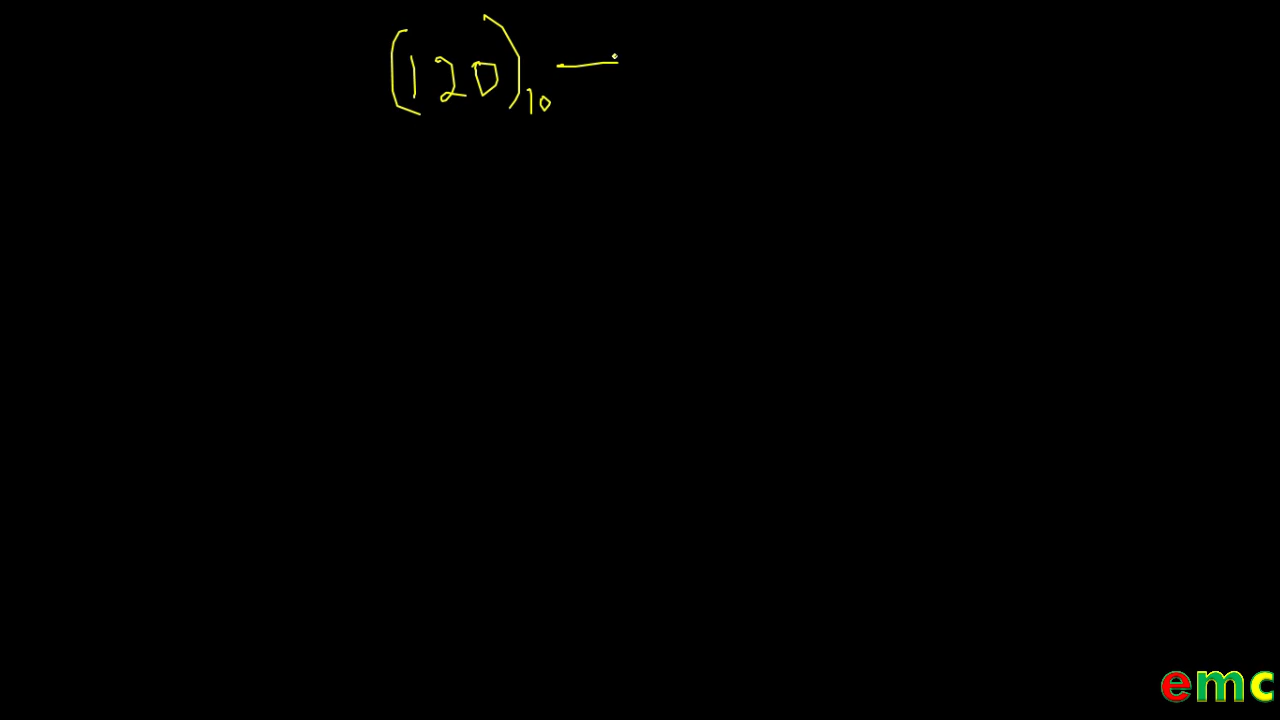 (120)₁₀ —
emc